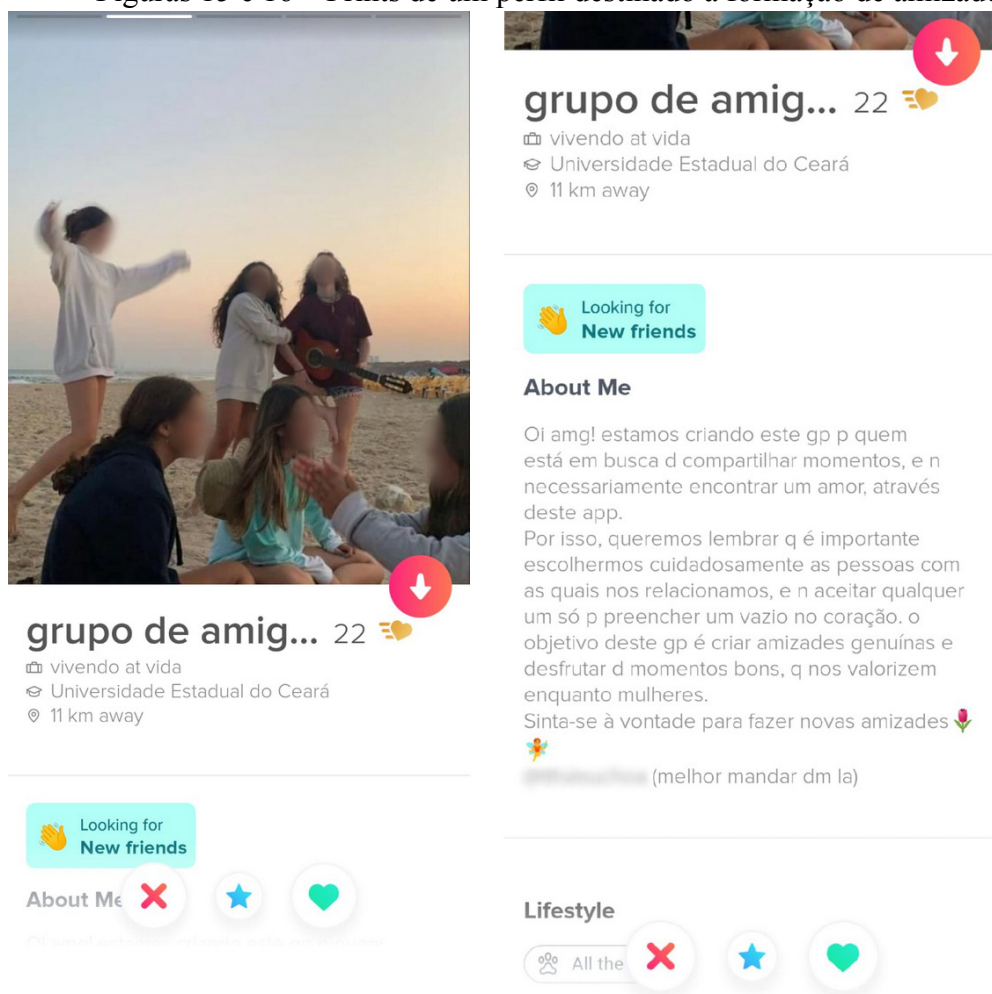 Figuras 15 e 16 – Prints de um perfil destinado à formação de amizad
grupo de amig... 22
vivendo at vida
Universidade Estadual do Ceará
11 km away
Looking for
New friends
About Me
grupo de amig... 22
vivendo at vida
Universidade Estadual do Ceará
11 km away
Looking for
New friends
About Me
Oi amg! estamos criando este gp p quem
está em busca d compartilhar momentos, e n
necessariamente encontrar um amor, através
deste app.
Por isso, queremos lembrar q é importante
escolhermos cuidadosamente as pessoas com
as quais nos relacionamos, e n aceitar qualquer
um só p preencher um vazio no coração. o
objetivo deste gp é criar amizades genuínas e
desfrutar d momentos bons, q nos valorizem
enquanto mulheres.
Sinta-se à vontade para fazer novas amizades🌷
🧚
(melhor mandar dm la)
Lifestyle
All the